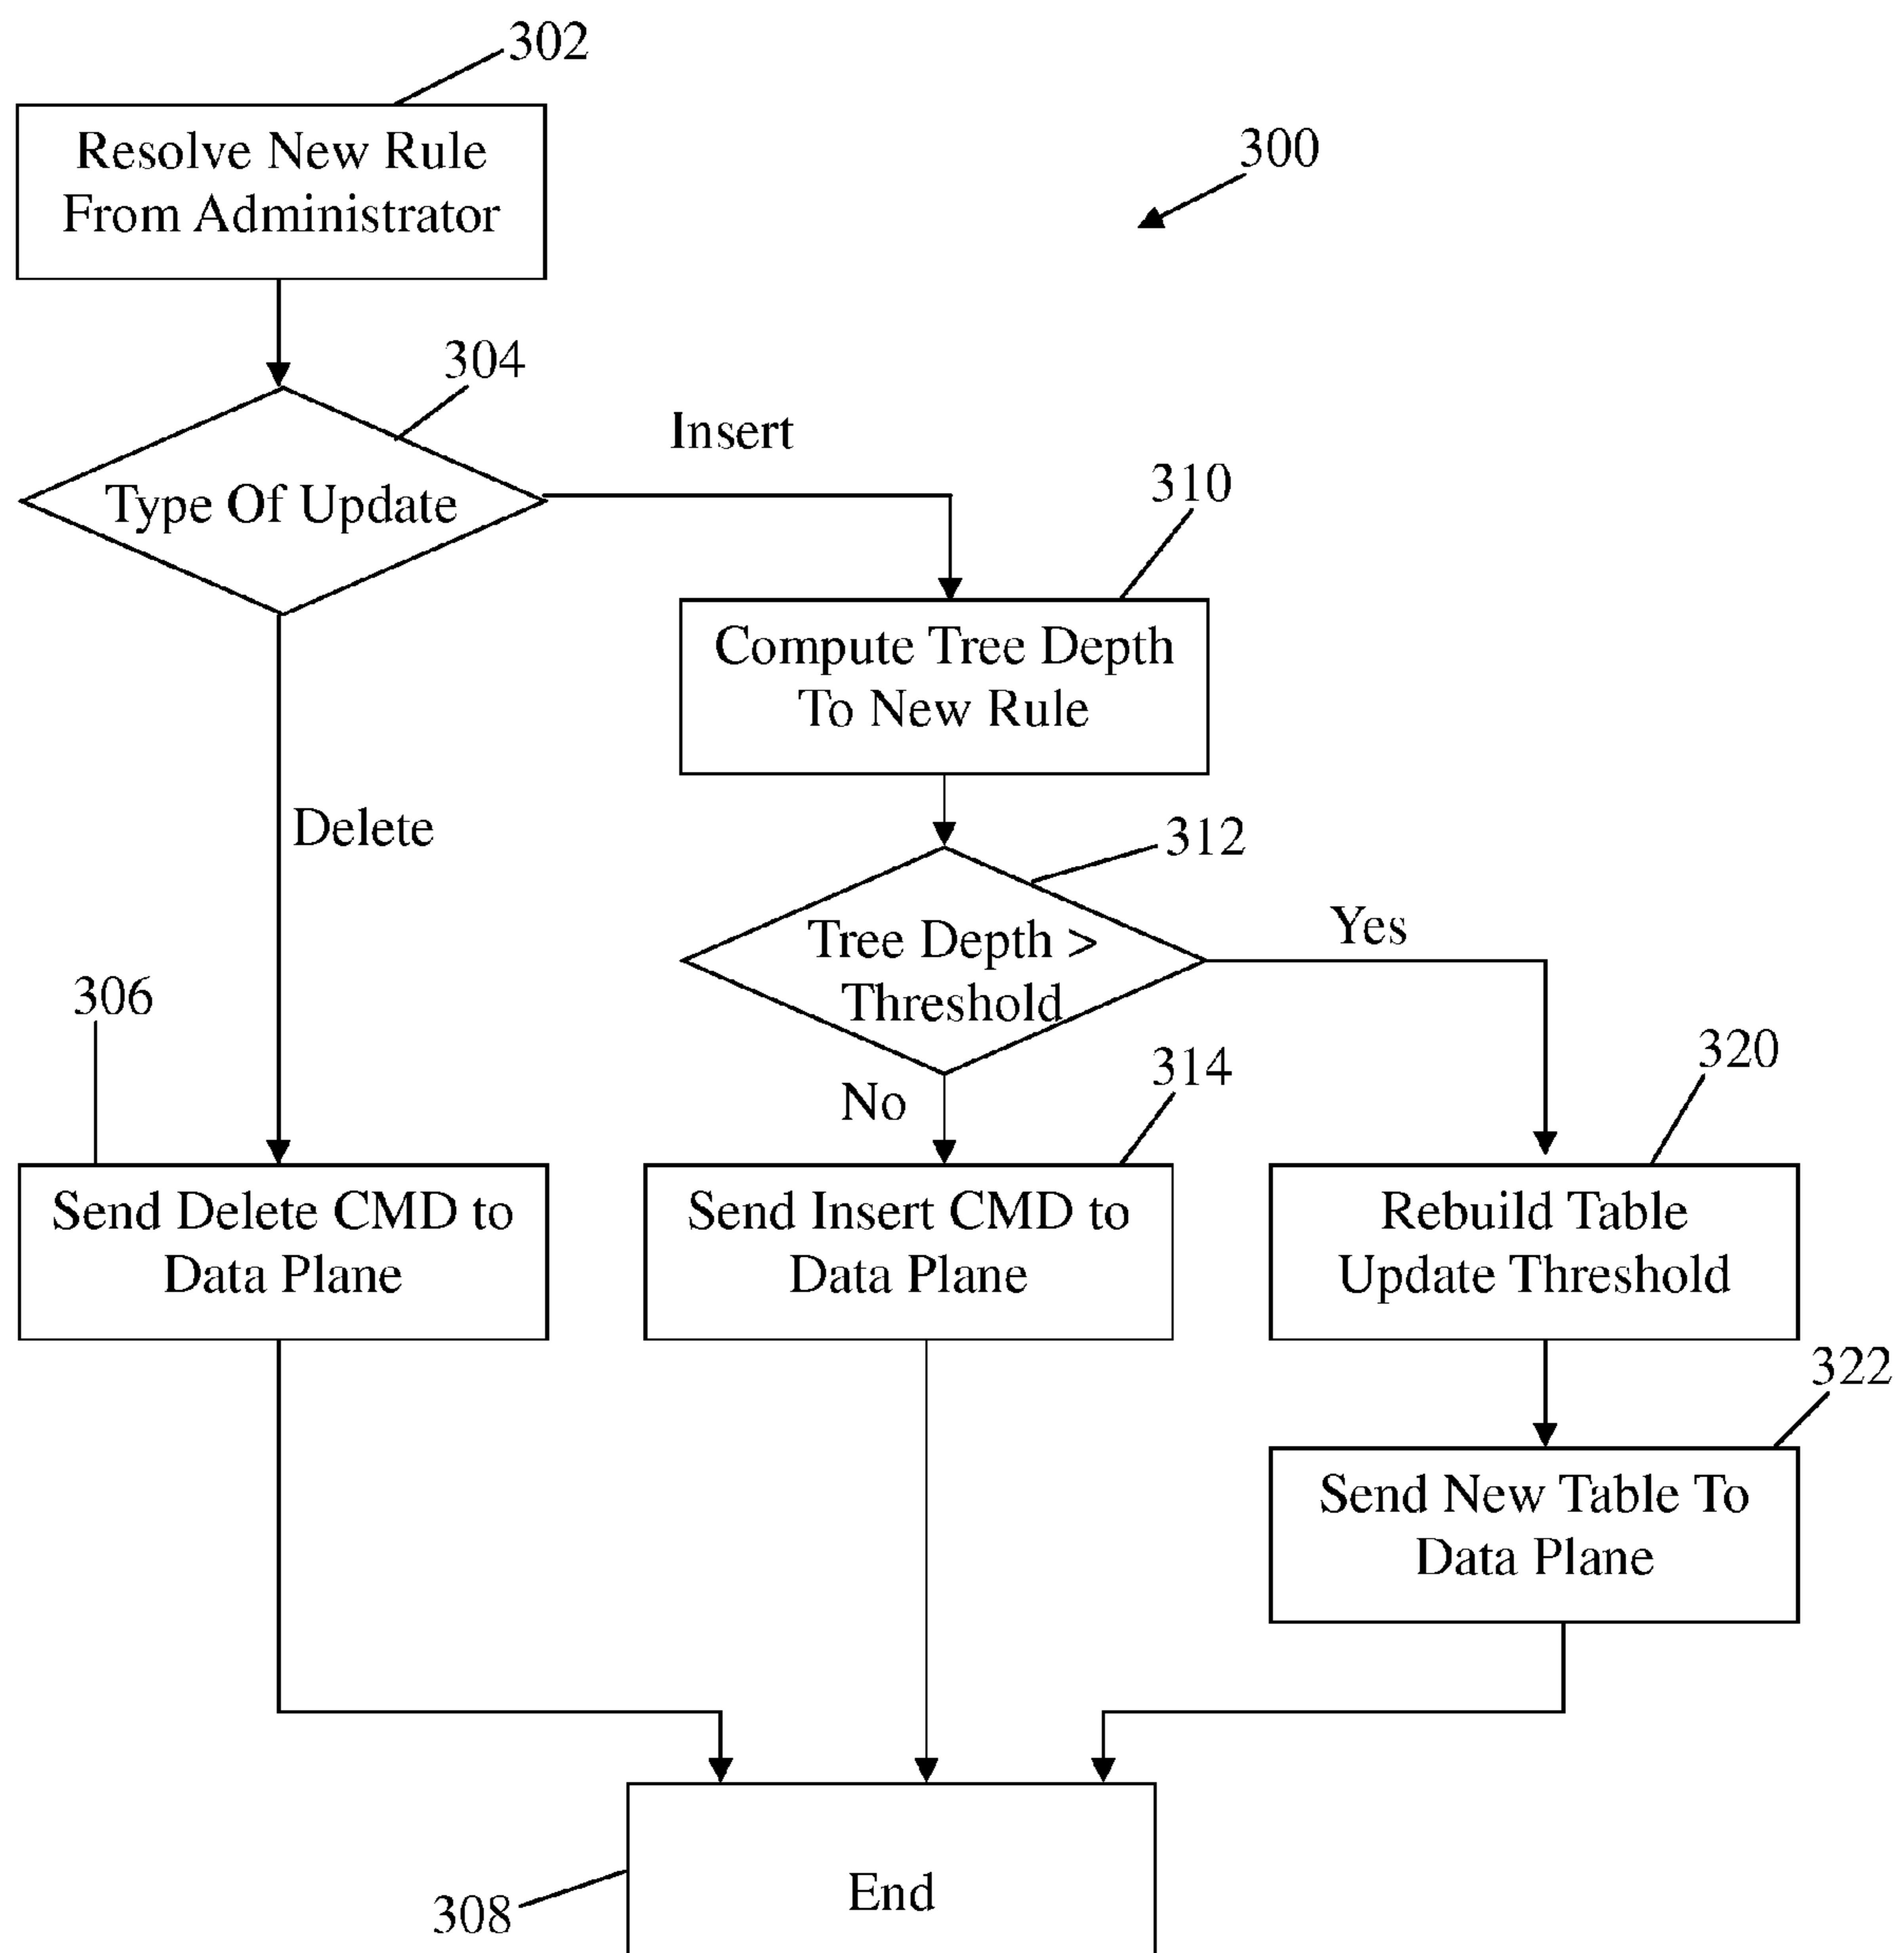 302
Resolve New Rule
From Administrator
300
304
Type Of Update
Insert
310
Compute Tree Depth
To New Rule
Delete
312
Tree Depth >
Threshold
Yes
No
306
Send Delete CMD to
Data Plane
314
Send Insert CMD to
Data Plane
320
Rebuild Table
Update Threshold
322
Send New Table To
Data Plane
308
End